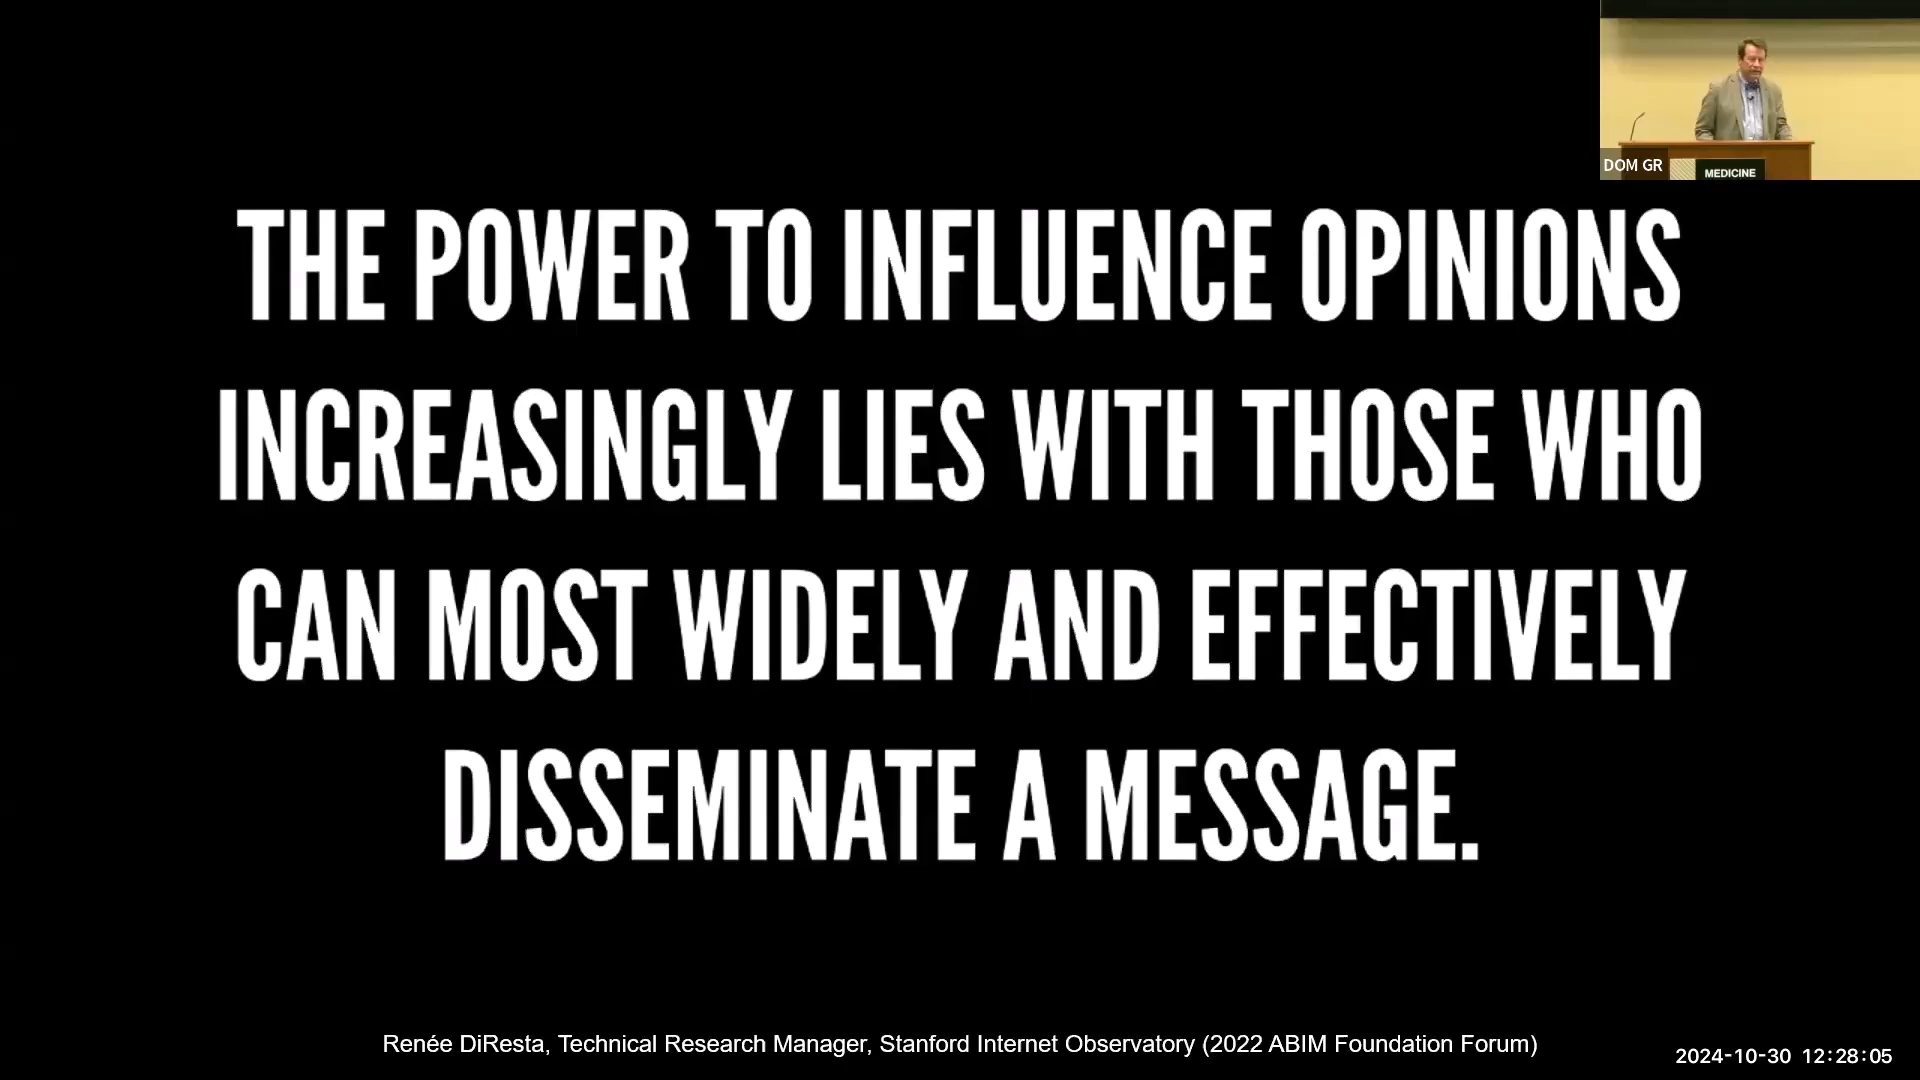 DOM GR
MEDICINE
THE POWER TO INFLUENCE OPINIONS
INCREASINGLY LIES WITH THOSE WHO
CAN MOST WIDELY AND EFFECTIVELY
DISSEMINATE A MESSAGE.
Renée DiResta, Technical Research Manager, Stanford Internet Observatory (2022 ABIM Foundation Forum)
2024-10-30 12:28:05